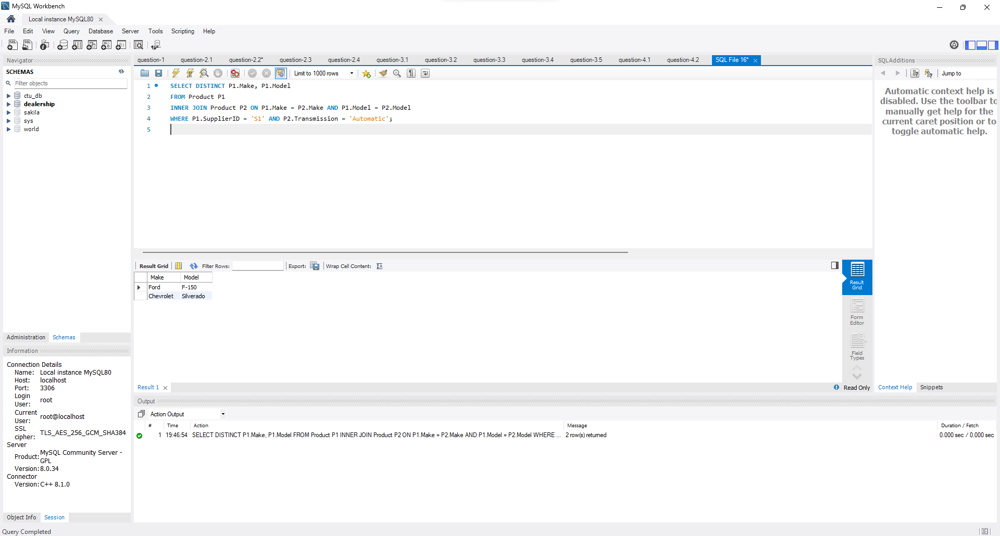 MySQL Workbench
Local instance MySQL80
File Edit View Query Database Server Tools Scripting Help
Navigator
SCHEMAS
Filter objects
ctu_db
dealership
sakila
sys
world
Administration Schemas
Information
Connection Details
Name: Local instance MySQL80
Host: localhost
Port: 3306
Login User: root
Current User: root@localhost
SSL cipher: TLS_AES_256_GCM_SHA384
Server
Product: MySQL Community Server - GPL
Version: 8.0.34
Connector
Version: C++ 8.1.0
Object Info Session
Query Completed
question-1 question-2.1 question-2.2* question-2.3 question-2.4 question-3.1 question-3.2 question-3.3 question-3.4 question-3.5 question-4.1 question-4.2 SQL File 16*
Limit to 1000 rows
1 SELECT DISTINCT P1.Make, P1.Model
2 FROM Product P1
3 INNER JOIN Product P2 ON P1.Make = P2.Make AND P1.Model = P2.Model
4 WHERE P1.SupplierID = 'S1' AND P2.Transmission = 'Automatic';
5
Result Grid Filter Rows: Export: Wrap Cell Content:
Make Model
Ford F-150
Chevrolet Silverado
Result Grid
Form Editor
Field Types
Result 1
Read Only
Output
Action Output
# Time Action Message Duration / Fetch
1 19:46:54 SELECT DISTINCT P1.Make, P1.Model FROM Product P1 INNER JOIN Product P2 ON P1.Make = P2.Make AND P1.Model = P2.Model WHERE ... 2 row(s) returned 0.000 sec / 0.000 sec
SQLAdditions
Jump to
Automatic context help is
disabled. Use the toolbar to
manually get help for the
current caret position or to
toggle automatic help.
Context Help Snippets